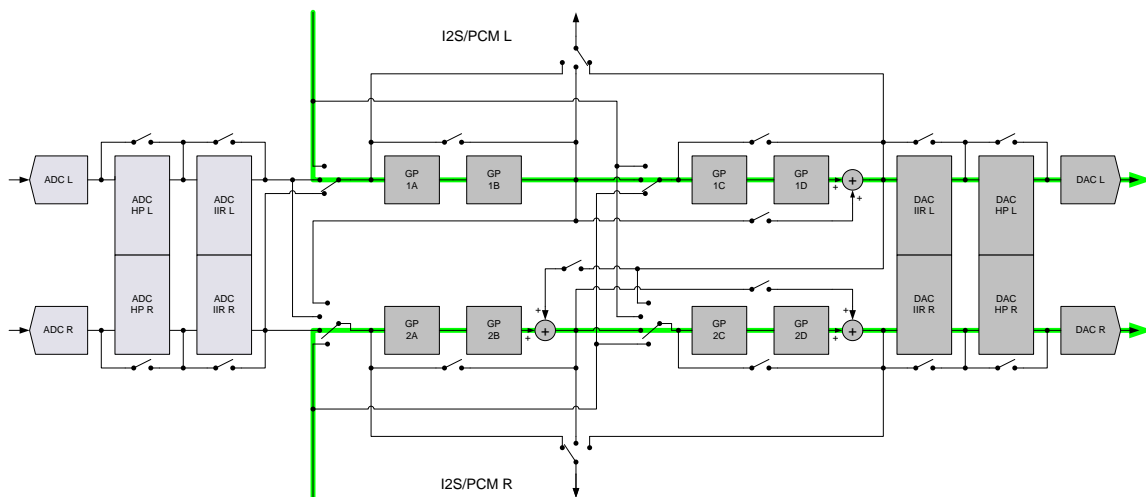 I2S/PCM L
ADC L
ADC
HP L
ADC
IIR L
GP
1A
GP
1B
GP
1C
GP
1D
+
+
+
DAC
IIR L
DAC
HP L
DAC L
ADC R
ADC
HP R
ADC
IIR R
GP
2A
GP
2B
+
+
+
GP
2C
GP
2D
+
+
+
DAC
IIR R
DAC
HP R
DAC R
I2S/PCM R